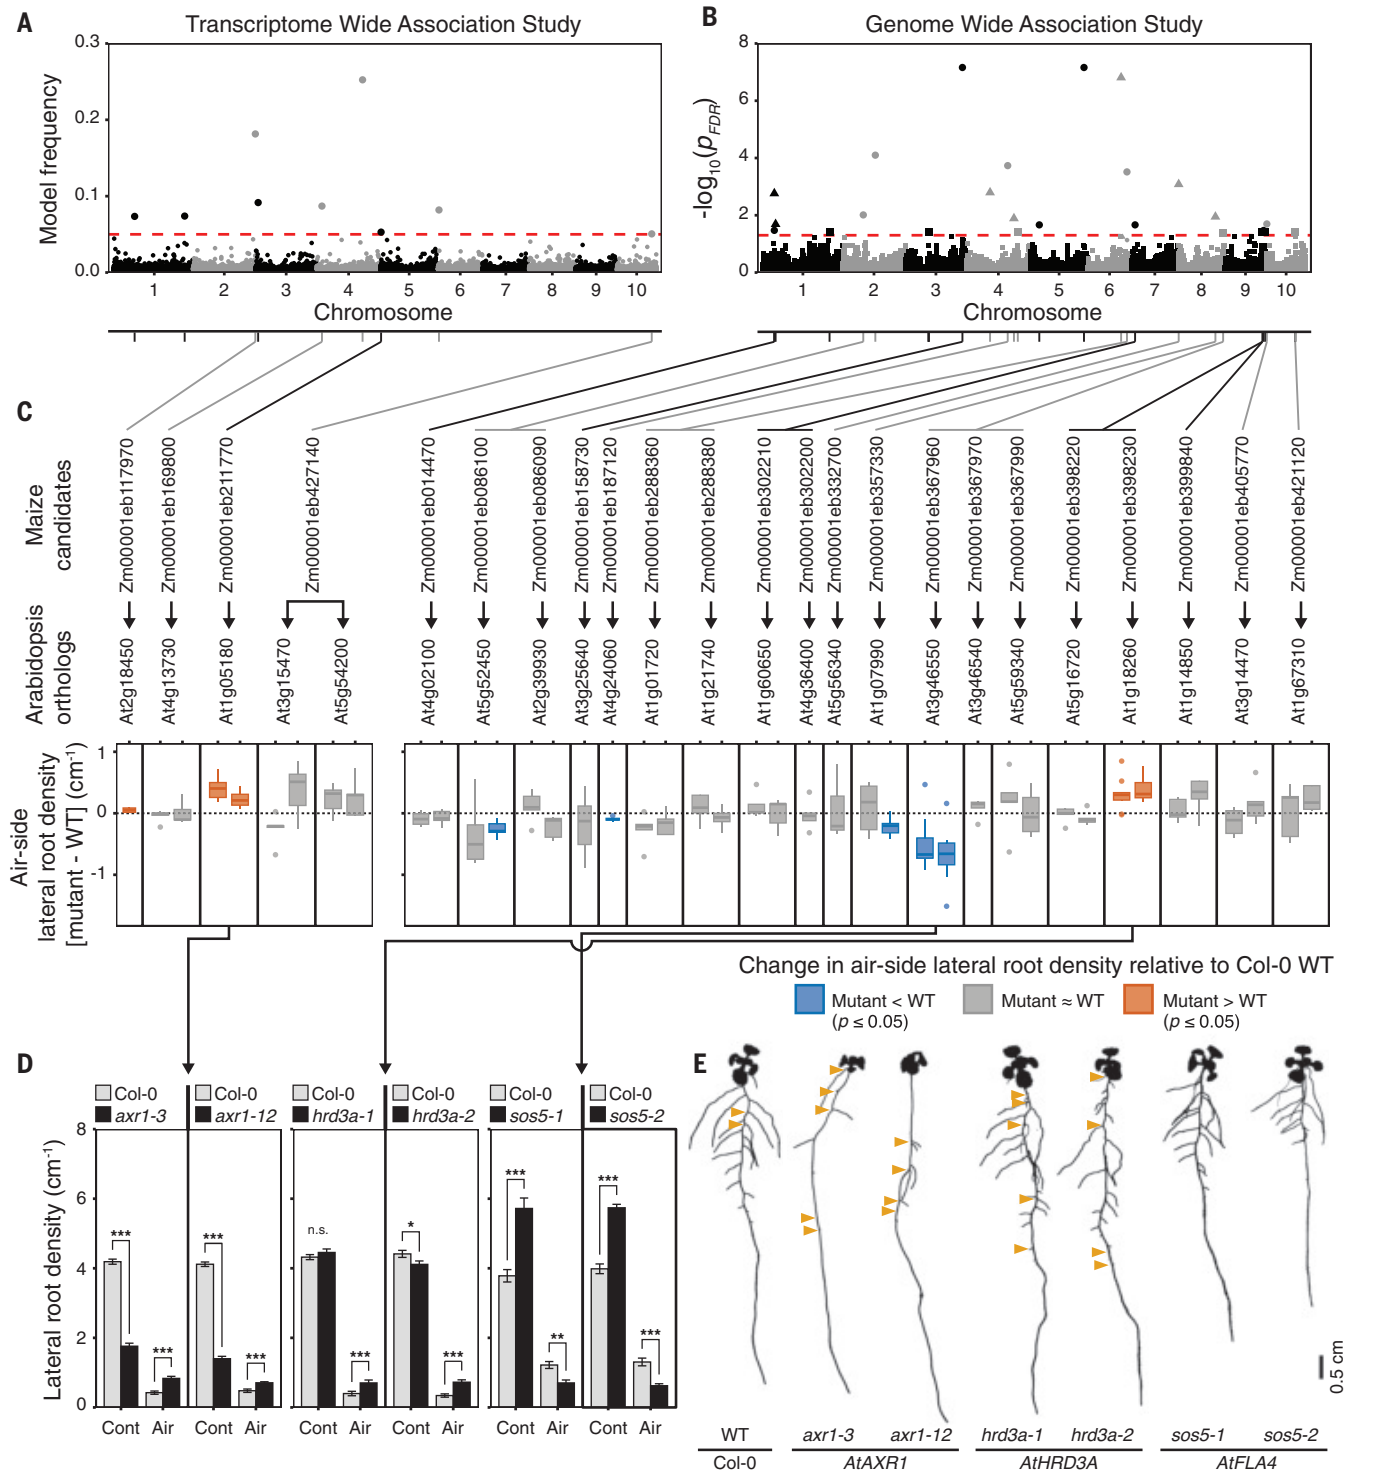 A
Transcriptome Wide Association Study
Model frequency
0.3
0.2
0.1
0.0
1 2 3 4 5 6 7 8 9 10
Chromosome
B
Genome Wide Association Study
-log10(pFDR)
8
6
4
2
0
1 2 3 4 5 6 7 8 9 10
Chromosome
C
Maize
candidates
Zm00001eb117970
Zm00001eb169800
Zm00001eb211770
Zm00001eb427140
Zm00001eb014470
Zm00001eb086100
Zm00001eb086090
Zm00001eb158730
Zm00001eb187120
Zm00001eb288360
Zm00001eb288380
Zm00001eb302210
Zm00001eb302200
Zm00001eb332700
Zm00001eb357330
Zm00001eb367960
Zm00001eb367970
Zm00001eb367990
Zm00001eb398220
Zm00001eb398230
Zm00001eb399840
Zm00001eb405770
Zm00001eb421120
Arabidopsis
orthologs
At2g18450
At4g13730
At1g05180
At3g15470
At5g54200
At4g02100
At5g52450
At2g39930
At3g25640
At4g24060
At1g01720
At1g21740
At1g60650
At4g36400
At5g56340
At1g07990
At3g46550
At3g46540
At5g59340
At5g16720
At1g18260
At1g14850
At3g14470
At1g67310
Air-side
lateral root density
[mutant - WT] (cm-1)
1
0
-1
Change in air-side lateral root density relative to Col-0 WT
Mutant < WT
(p ≤ 0.05)
Mutant ≈ WT
Mutant > WT
(p ≤ 0.05)
D
Col-0
axr1-3
Col-0
axr1-12
Col-0
hrd3a-1
Col-0
hrd3a-2
Col-0
sos5-1
Col-0
sos5-2
Lateral root density (cm-1)
8
6
4
2
0
***
***
***
***
n.s.
***
*
***
***
**
***
***
Cont Air Cont Air Cont Air Cont Air Cont Air Cont Air
E
0.5 cm
WT axr1-3 axr1-12 hrd3a-1 hrd3a-2 sos5-1 sos5-2
Col-0 AtAXR1 AtHRD3A AtFLA4